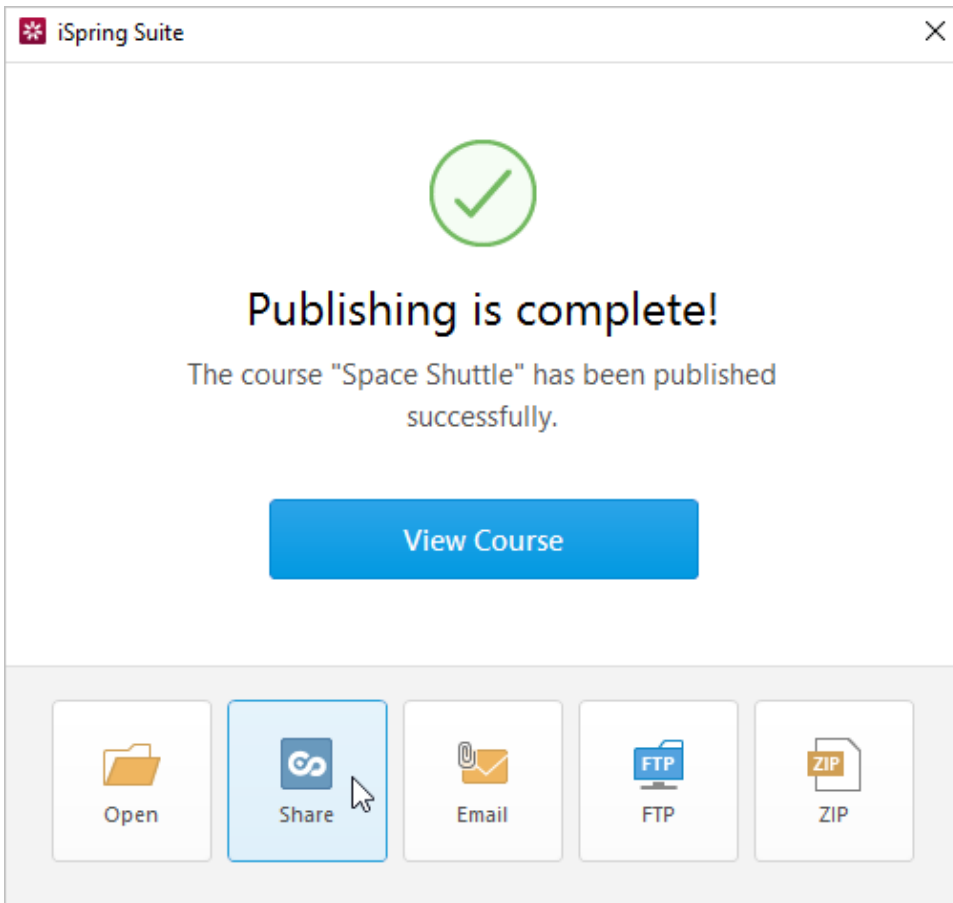 iSpring Suite
Publishing is complete!
The course "Space Shuttle" has been published
successfully.
View Course
Open
Share
Email
FTP
FTP
ZIP
ZIP